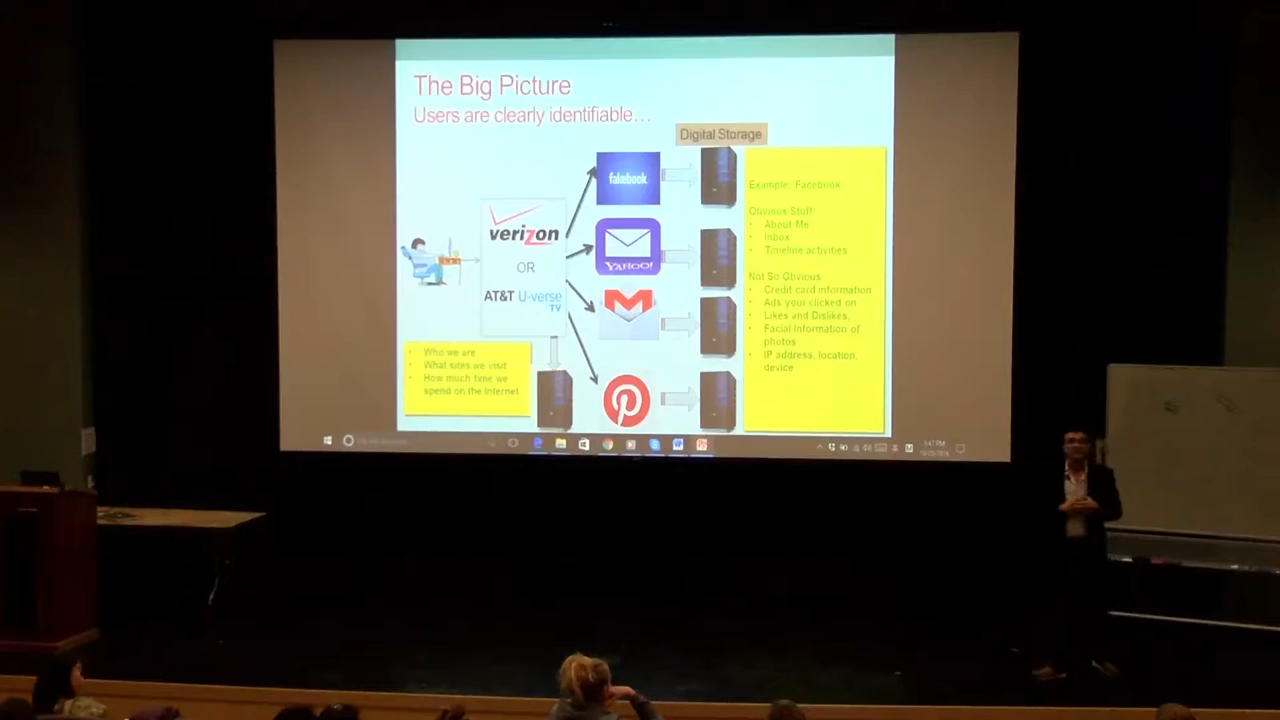 The Big Picture
Users are clearly identifiable…
Digital Storage
fakebook
verizon
OR
AT&T U-verse
TV
YAHOO!
Example: Facebook
Obvious Stuff:
• About Me
• Inbox
• Timeline activities
Not So Obvious
• Credit card information
• Ads your clicked on
• Likes and Dislikes,
• Facial Information of
photos
• IP address, location,
device
• Who we are
• What sites we visit
• How much time we
spend on the Internet